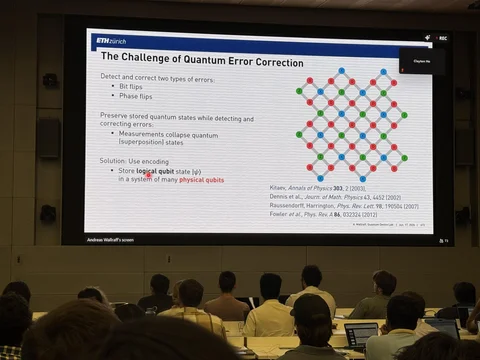 ETH zürich
REC
Clayton Ho
The Challenge of Quantum Error Correction
Detect and correct two types of errors:
• Bit flips
• Phase flips
Preserve stored quantum states while detecting and
correcting errors:
• Measurements collapse quantum
(superposition) states
Solution: Use encoding
• Store logical qubit state |ψ⟩
in a system of many physical qubits
Kitaev, Annals of Physics 303, 2 (2003),
Dennis et al., Journ. of Math. Physics 43, 4452 (2002)
Raussendorf, Harrington, Phys. Rev. Lett. 98, 190504 (2007)
Fowler et al., Phys. Rev. A 86, 032324 (2012)
Andreas Wallraff's screen